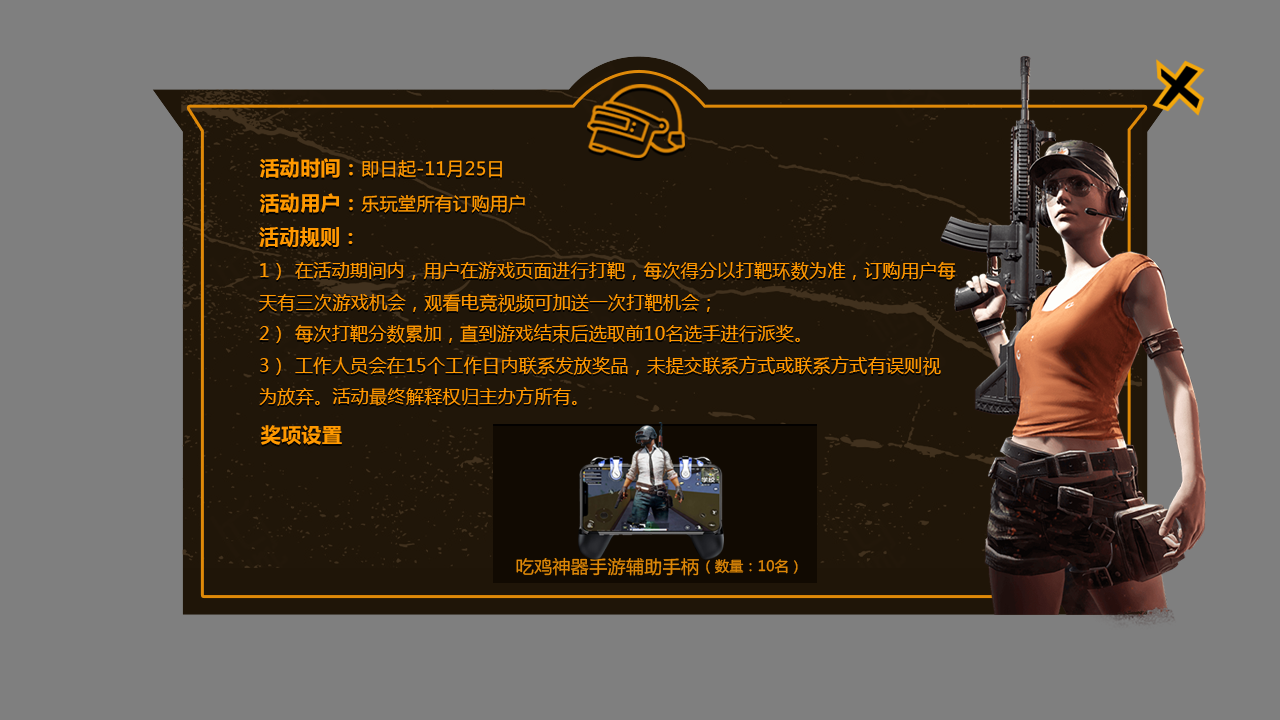 活动时间：即日起-11月25日
活动用户：乐玩堂所有订购用户
活动规则：
1） 在活动期间内，用户在游戏页面进行打靶，每次得分以打靶环数为准，订购用户每
天有三次游戏机会，观看电竞视频可加送一次打靶机会；
2） 每次打靶分数累加，直到游戏结束后选取前10名选手进行派奖。
3） 工作人员会在15个工作日内联系发放奖品，未提交联系方式或联系方式有误则视
为放弃。活动最终解释权归主办方所有。
奖项设置
学校
吃鸡神器手游辅助手柄（数量：10名）